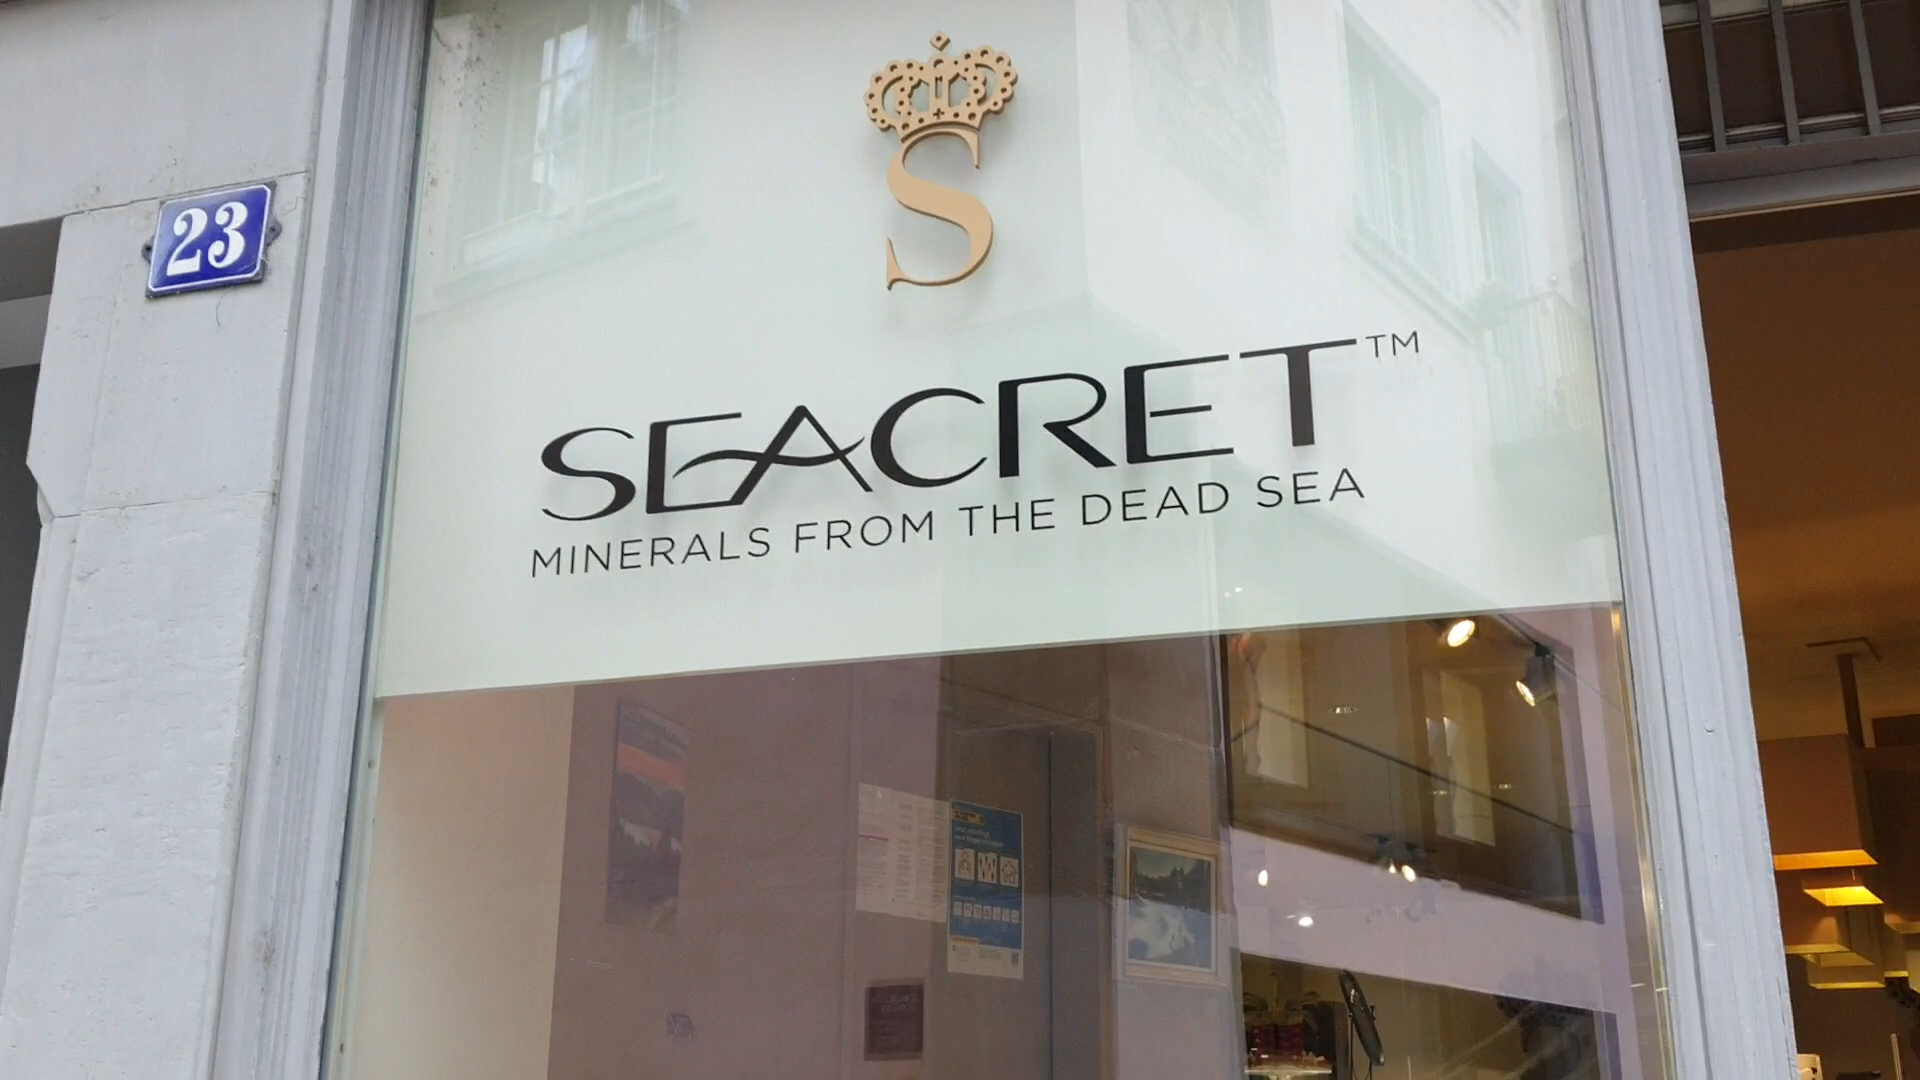 23
S
SEACRET™
MINERALS FROM THE DEAD SEA